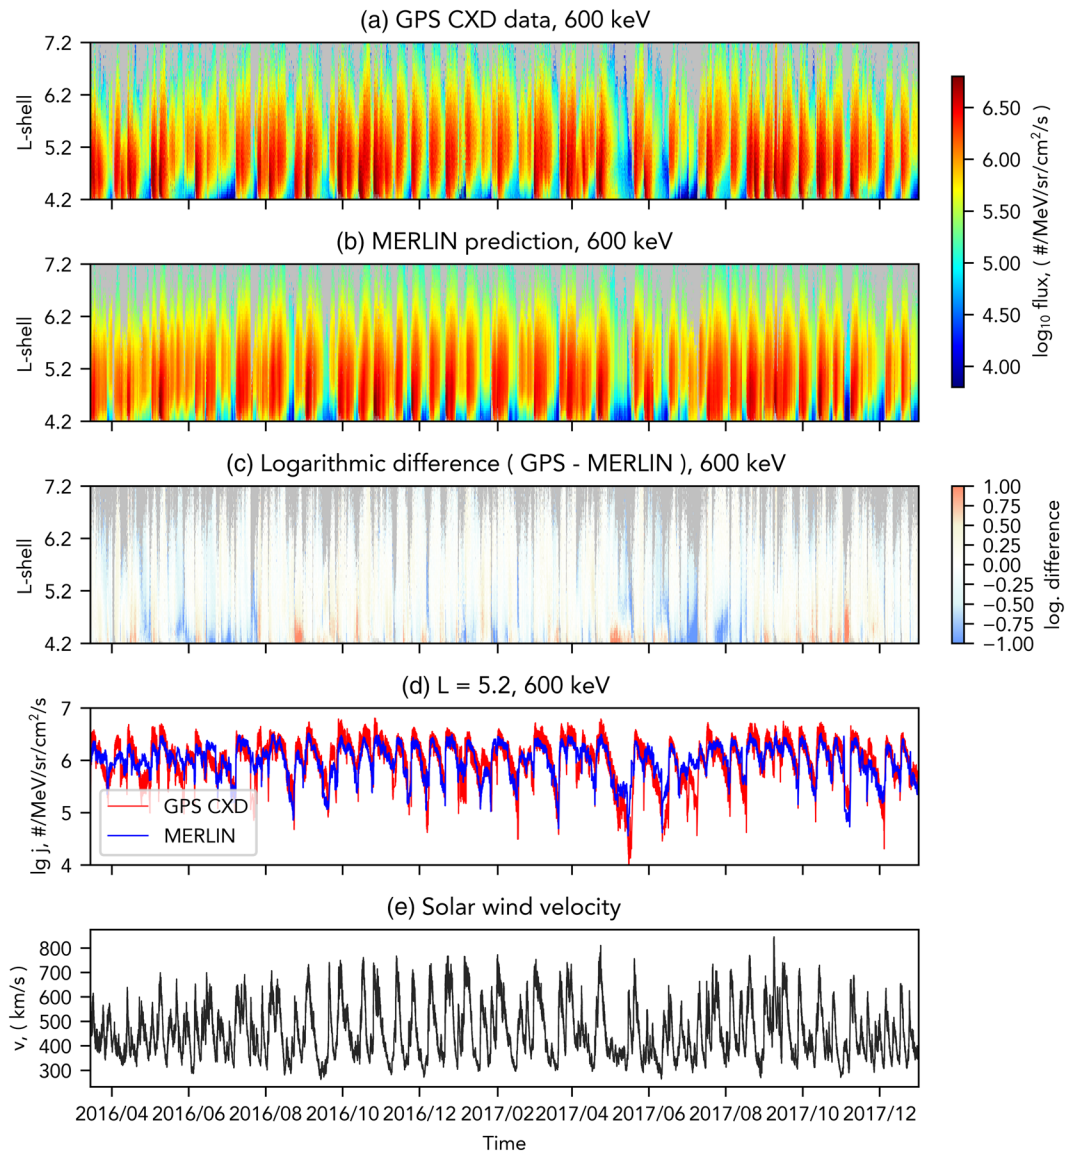 (a) GPS CXD data, 600 keV
7.2
6.2
5.2
4.2
L-shell
(b) MERLIN prediction, 600 keV
7.2
6.2
5.2
4.2
L-shell
6.50
6.00
5.50
5.00
4.50
4.00
log10 flux, ( #/MeV/sr/cm²/s )
(c) Logarithmic difference ( GPS - MERLIN ), 600 keV
7.2
6.2
5.2
4.2
L-shell
1.00
0.75
0.50
0.25
0.00
−0.25
−0.50
−0.75
−1.00
log. difference
(d) L = 5.2, 600 keV
7
6
5
4
lg j, #/MeV/sr/cm²/s
GPS CXD
MERLIN
(e) Solar wind velocity
800
700
600
500
400
300
v, ( km/s )
2016/04 2016/06 2016/08 2016/10 2016/12 2017/02 2017/04 2017/06 2017/08 2017/10 2017/12
Time